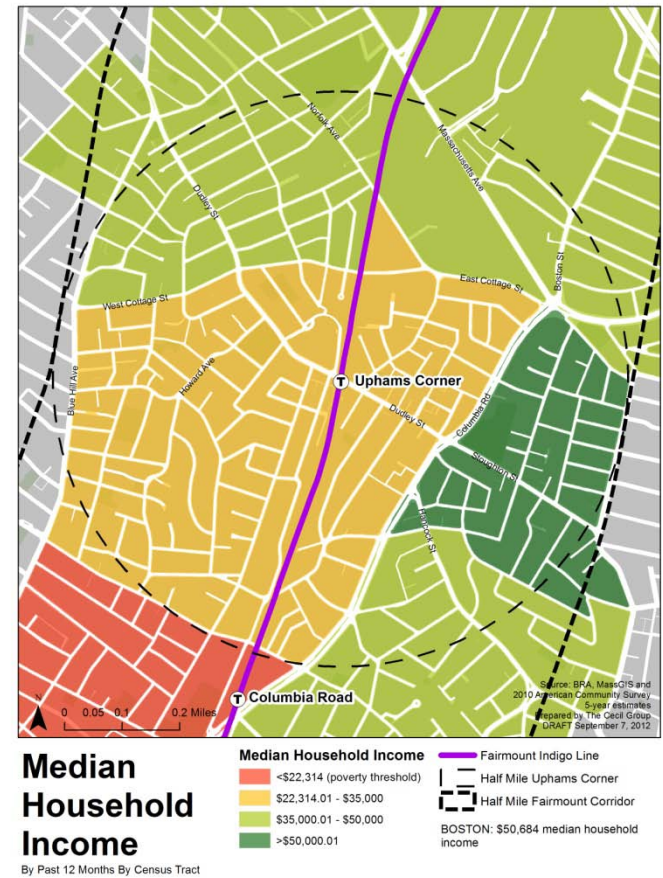 Norfolk Ave
Massachusetts Ave
Dudley St
Boston St
East Cottage St
West Cottage St
Howard Ave
Blue Hill Ave
T Uphams Corner
Dudley St
Columbia Rd
Stoughton St
Hancock St
T Columbia Road
N
0 0.05 0.1 0.2 Miles
Source: BRA, MassGIS and
2010 American Community Survey
5-year estimates
Prepared by The Cecil Group
DRAFT September 7, 2012
Median
Household
Income
By Past 12 Months By Census Tract
Median Household Income
<$22,314 (poverty threshold)
$22,314.01 - $35,000
$35,000.01 - $50,000
>$50,000.01
Fairmount Indigo Line
Half Mile Uphams Corner
Half Mile Fairmount Corridor
BOSTON: $50,684 median household
income